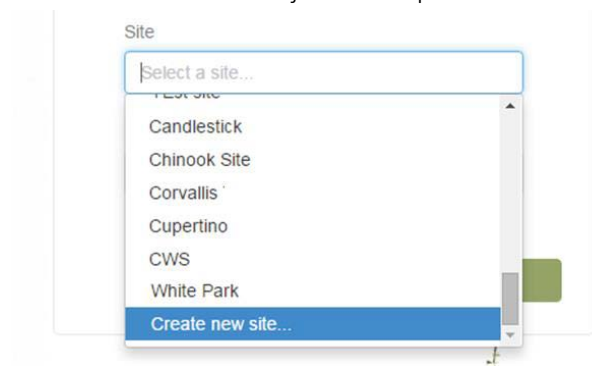 Site
Select a site...
Candlestick
Chinook Site
Corvallis
Cupertino
CWS
White Park
Create new site...